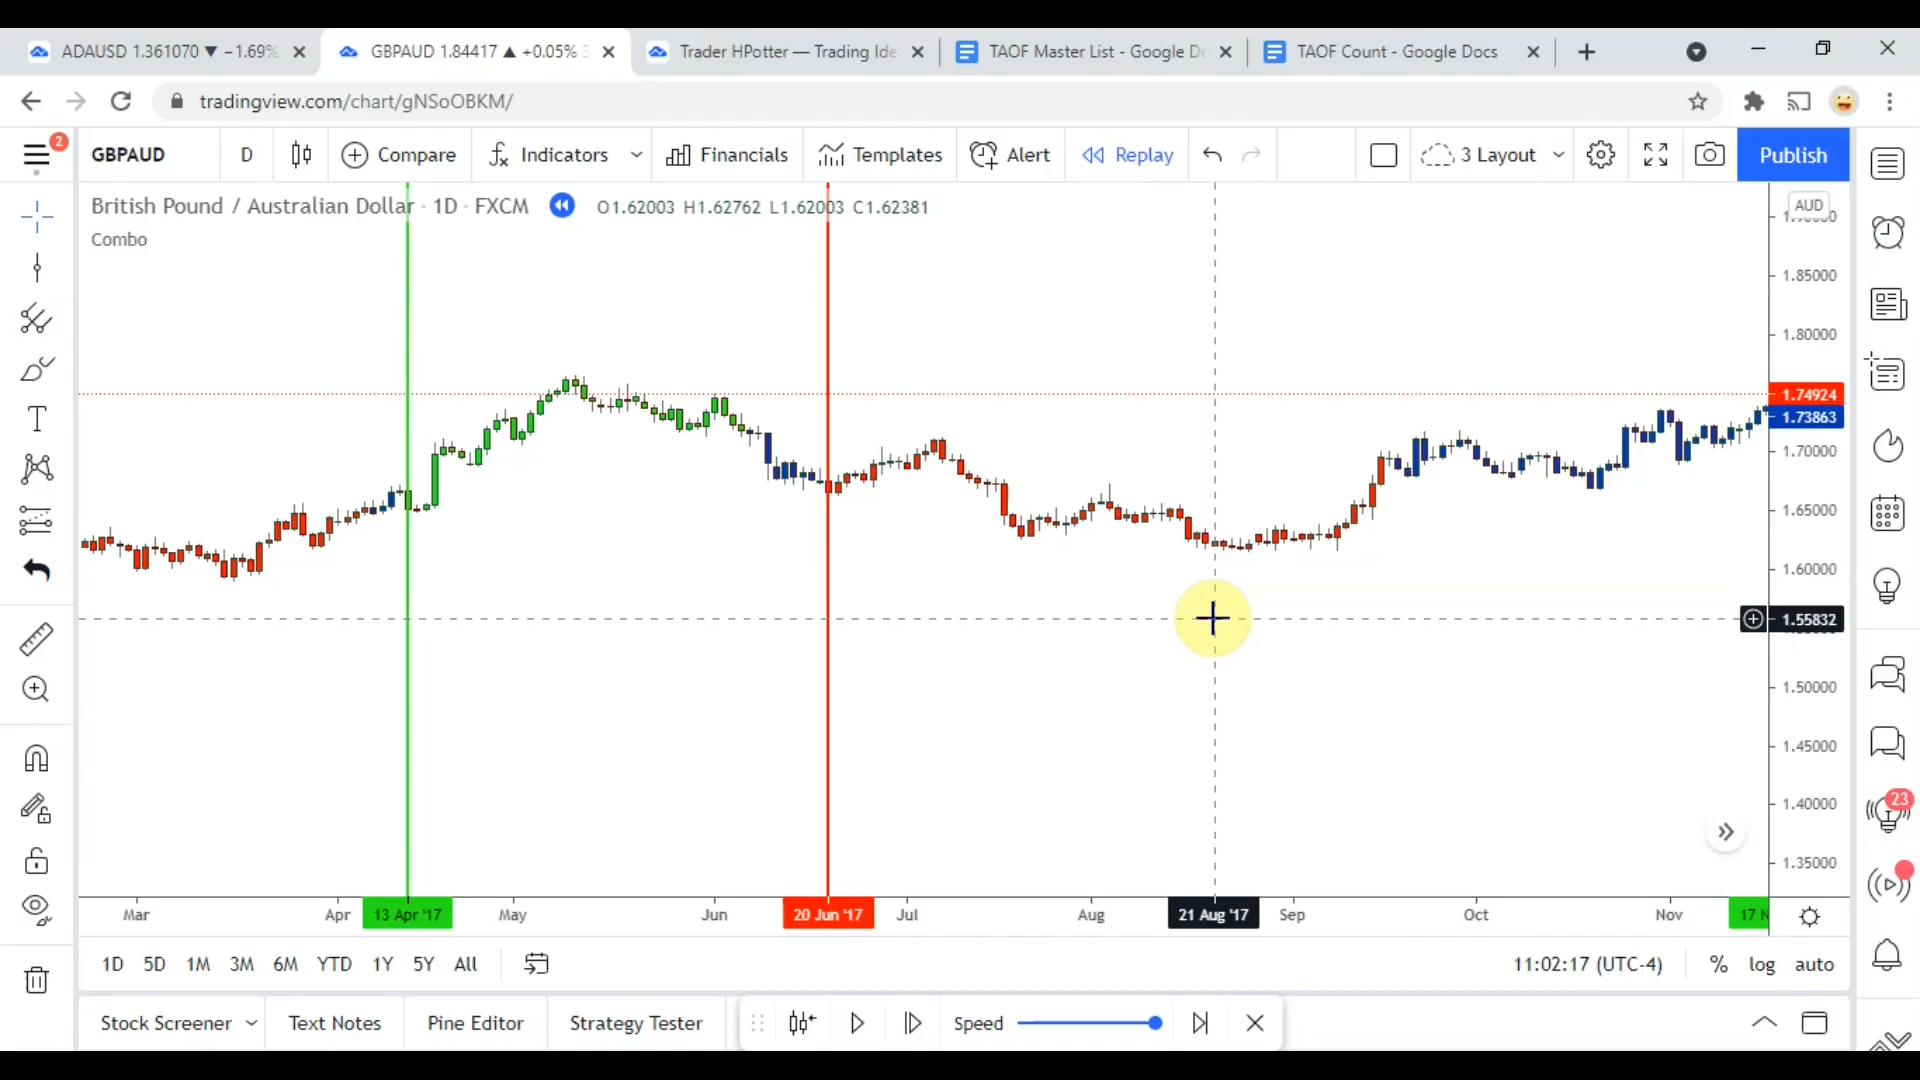 ADAUSD 1.361070 ▼ −1.69%
GBPAUD 1.84417 ▲ +0.05%
Trader HPotter — Trading Ide
TAOF Master List - Google Do
TAOF Count - Google Docs
tradingview.com/chart/gNSoOBKM/
2
GBPAUD
D
Compare
Indicators
Financials
Templates
Alert
Replay
3 Layout
Publish
British Pound / Australian Dollar · 1D · FXCM
O1.62003 H1.62762 L1.62003 C1.62381
Combo
AUD
1.85000
1.80000
1.74924
1.73863
1.70000
1.65000
1.60000
1.55832
1.50000
1.45000
1.40000
1.35000
23
Mar
Apr
13 Apr '17
May
Jun
20 Jun '17
Jul
Aug
21 Aug '17
Sep
Oct
Nov
17 N
1D 5D 1M 3M 6M YTD 1Y 5Y All
11:02:17 (UTC-4)
% log auto
Stock Screener
Text Notes
Pine Editor
Strategy Tester
Speed